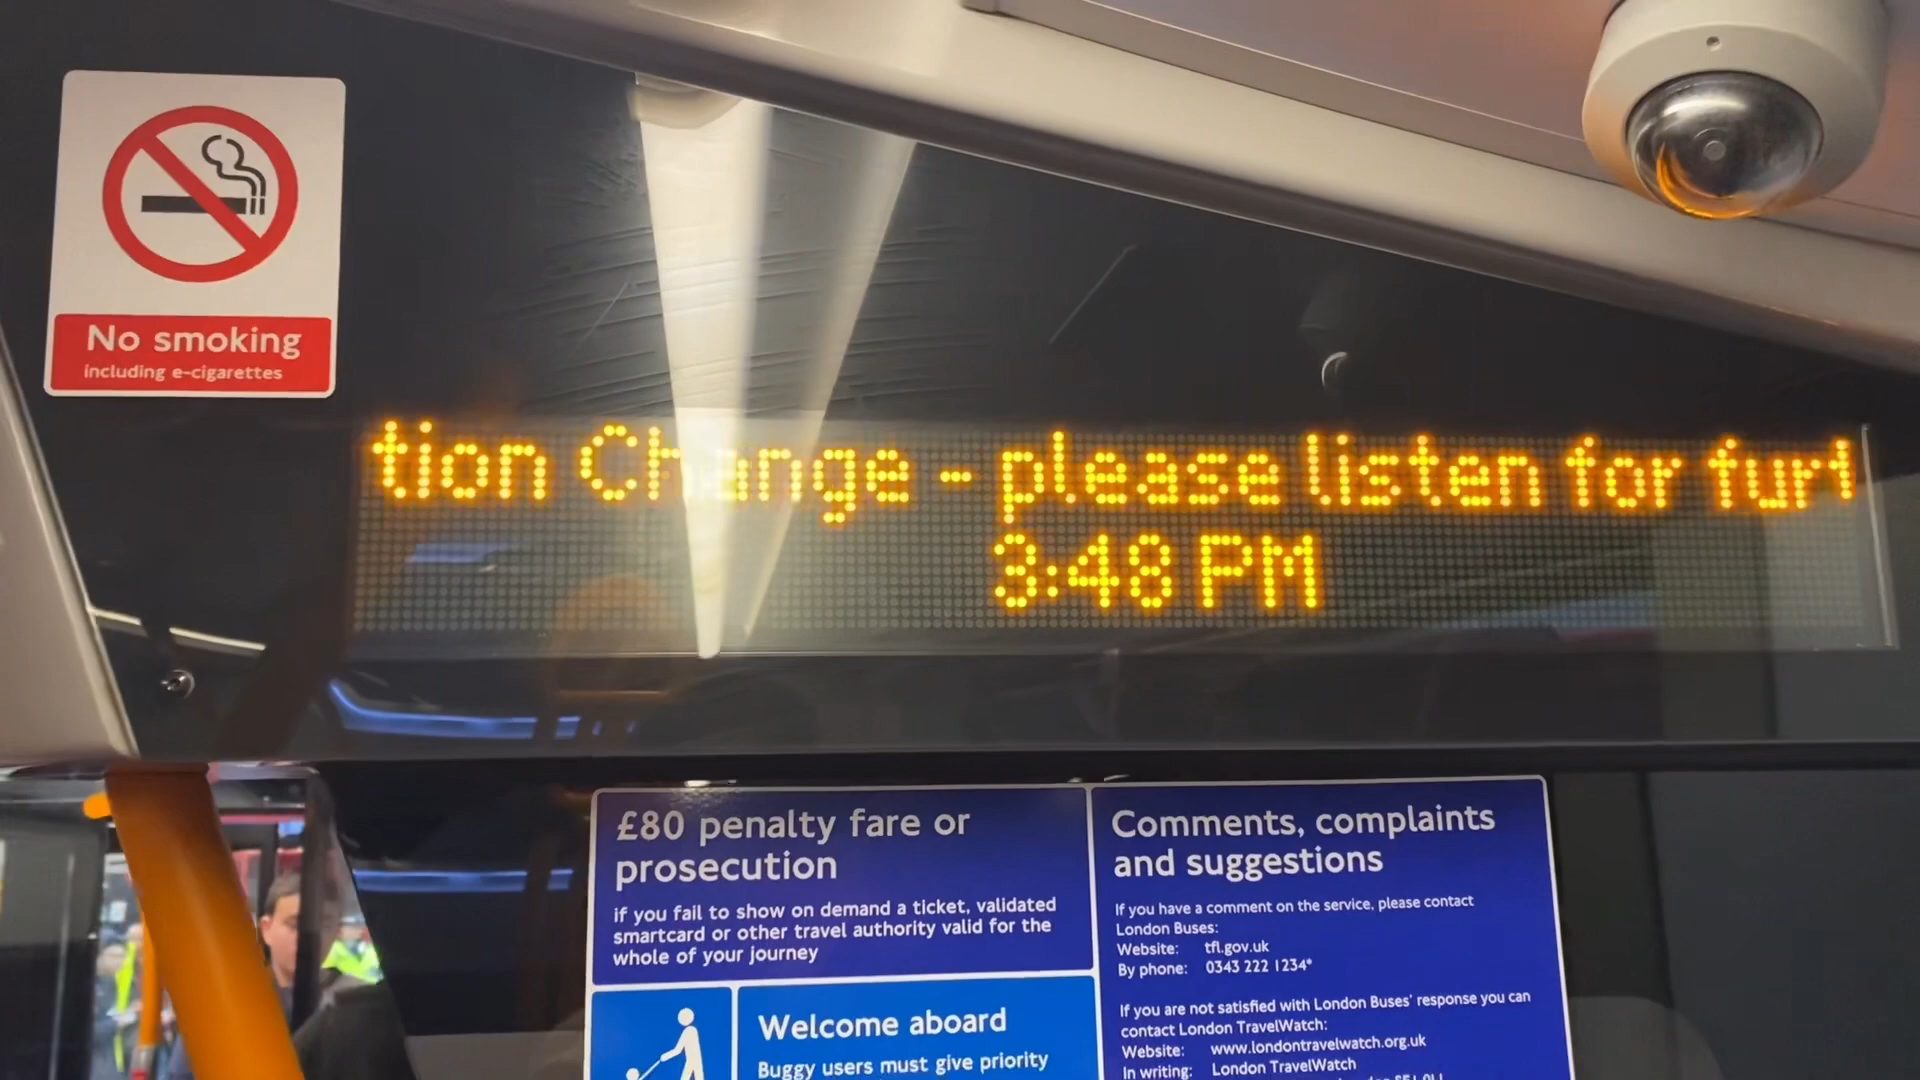 No smoking
including e-cigarettes
tion Change - please listen for furt
3:48 PM
£80 penalty fare or
prosecution
if you fail to show on demand a ticket, validated
smartcard or other travel authority valid for the
whole of your journey
Welcome aboard
Buggy users must give priority
Comments, complaints
and suggestions
If you have a comment on the service, please contact
London Buses:
Website: tfl.gov.uk
By phone: 0343 222 1234*
If you are not satisfied with London Buses' response you can
contact London TravelWatch:
Website: www.londontravelwatch.org.uk
In writing: London TravelWatch